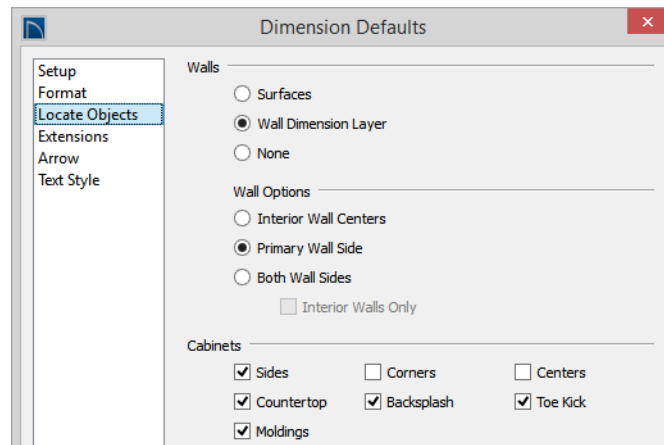 Dimension Defaults
Setup
Format
Locate Objects
Extensions
Arrow
Text Style
Walls
Surfaces
Wall Dimension Layer
None
Wall Options
Interior Wall Centers
Primary Wall Side
Both Wall Sides
Interior Walls Only
Cabinets
Sides Corners Centers
Countertop Backsplash Toe Kick
Moldings